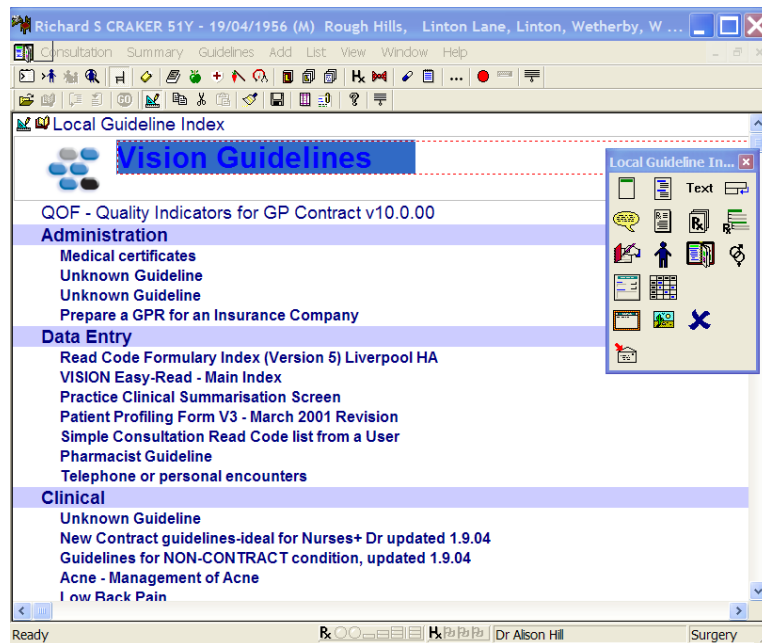 Richard S CRAKER 51Y - 19/04/1956 (M) Rough Hills, Linton Lane, Linton, Wetherby, W ...
Consultation Summary Guidelines Add List View Window Help
Hx ...
GO
Local Guideline Index
Vision Guidelines
Local Guideline In...
Text
QOF - Quality Indicators for GP Contract v10.0.00
Administration
Medical certificates
Unknown Guideline
Unknown Guideline
Prepare a GPR for an Insurance Company
Data Entry
Read Code Formulary Index (Version 5) Liverpool HA
VISION Easy-Read - Main Index
Practice Clinical Summarisation Screen
Patient Profiling Form V3 - March 2001 Revision
Simple Consultation Read Code list from a User
Pharmacist Guideline
Telephone or personal encounters
Clinical
Unknown Guideline
New Contract guidelines-ideal for Nurses+ Dr updated 1.9.04
Guidelines for NON-CONTRACT condition, updated 1.9.04
Acne - Management of Acne
Low Back Pain
Ready Rx Hx Dr Alison Hill Surgery